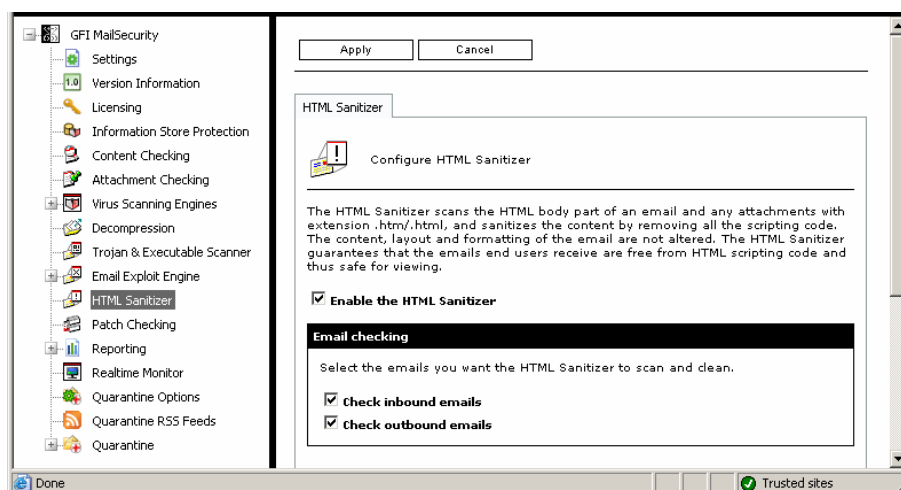 GFI MailSecurity
Settings
1.0 Version Information
Licensing
Information Store Protection
Content Checking
Attachment Checking
Virus Scanning Engines
Decompression
Trojan & Executable Scanner
Email Exploit Engine
HTML Sanitizer
Patch Checking
Reporting
Realtime Monitor
Quarantine Options
Quarantine RSS Feeds
Quarantine
Apply Cancel
HTML Sanitizer
Configure HTML Sanitizer
The HTML Sanitizer scans the HTML body part of an email and any attachments with
extension .htm/.html, and sanitizes the content by removing all the scripting code.
The content, layout and formatting of the email are not altered. The HTML Sanitizer
guarantees that the emails end users receive are free from HTML scripting code and
thus safe for viewing.
Enable the HTML Sanitizer
Email checking
Select the emails you want the HTML Sanitizer to scan and clean.
Check inbound emails
Check outbound emails
Done Trusted sites